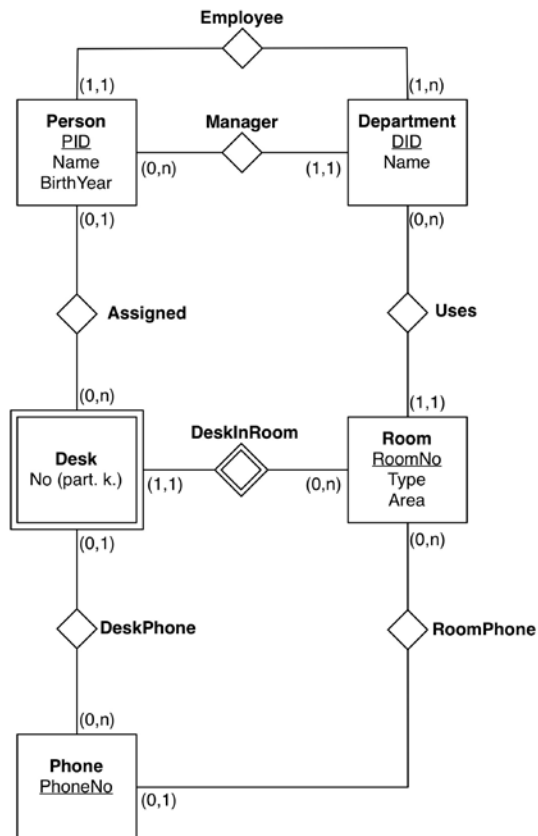 Employee
(1,1)
(1,n)
Person
PID
Name
BirthYear
Manager
(0,n)
(1,1)
Department
DID
Name
(0,1)
(0,n)
Assigned
Uses
(0,n)
(1,1)
Desk
No (part. k.)
DeskInRoom
(1,1)
(0,n)
Room
RoomNo
Type
Area
(0,1)
(0,n)
DeskPhone
RoomPhone
(0,n)
Phone
PhoneNo
(0,1)